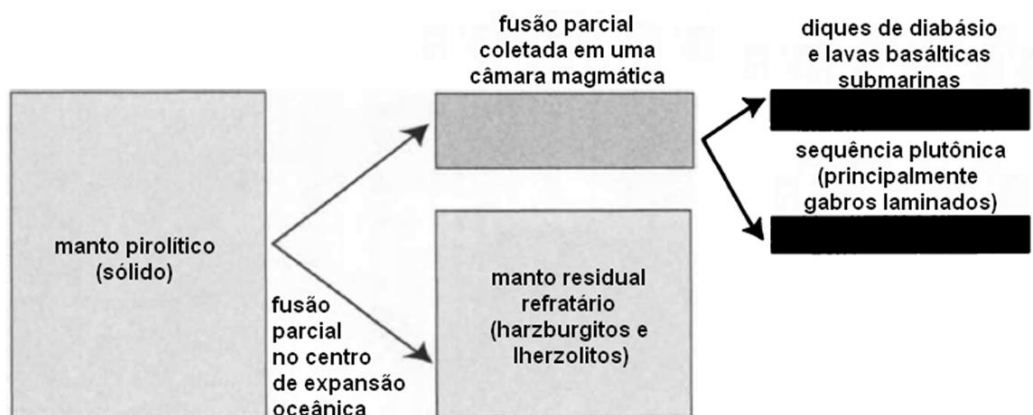 manto pirolítico
(sólido)
fusão
parcial
no centro
de expansão
oceânica
fusão parcial
coletada em uma
câmara magmática
manto residual
refratário
(harzburgitos e
lherzolitos)
diques de diabásio
e lavas basálticas
submarinas
sequência plutônica
(principalmente
gabros laminados)